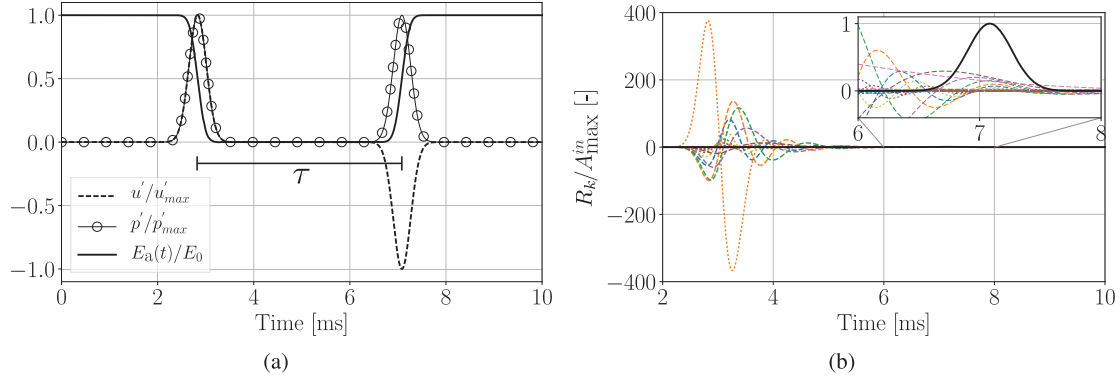 1.0
0.5
0.0
−0.5
−1.0
τ
u′/u′max
p′/p′max
Ea(t)/E0
0 2 4 6 8 10
Time [ms]
(a)
400
200
0
−200
−400
Rk/A^in_max [-]
1
0
6 7 8
2 4 6 8 10
Time [ms]
(b)